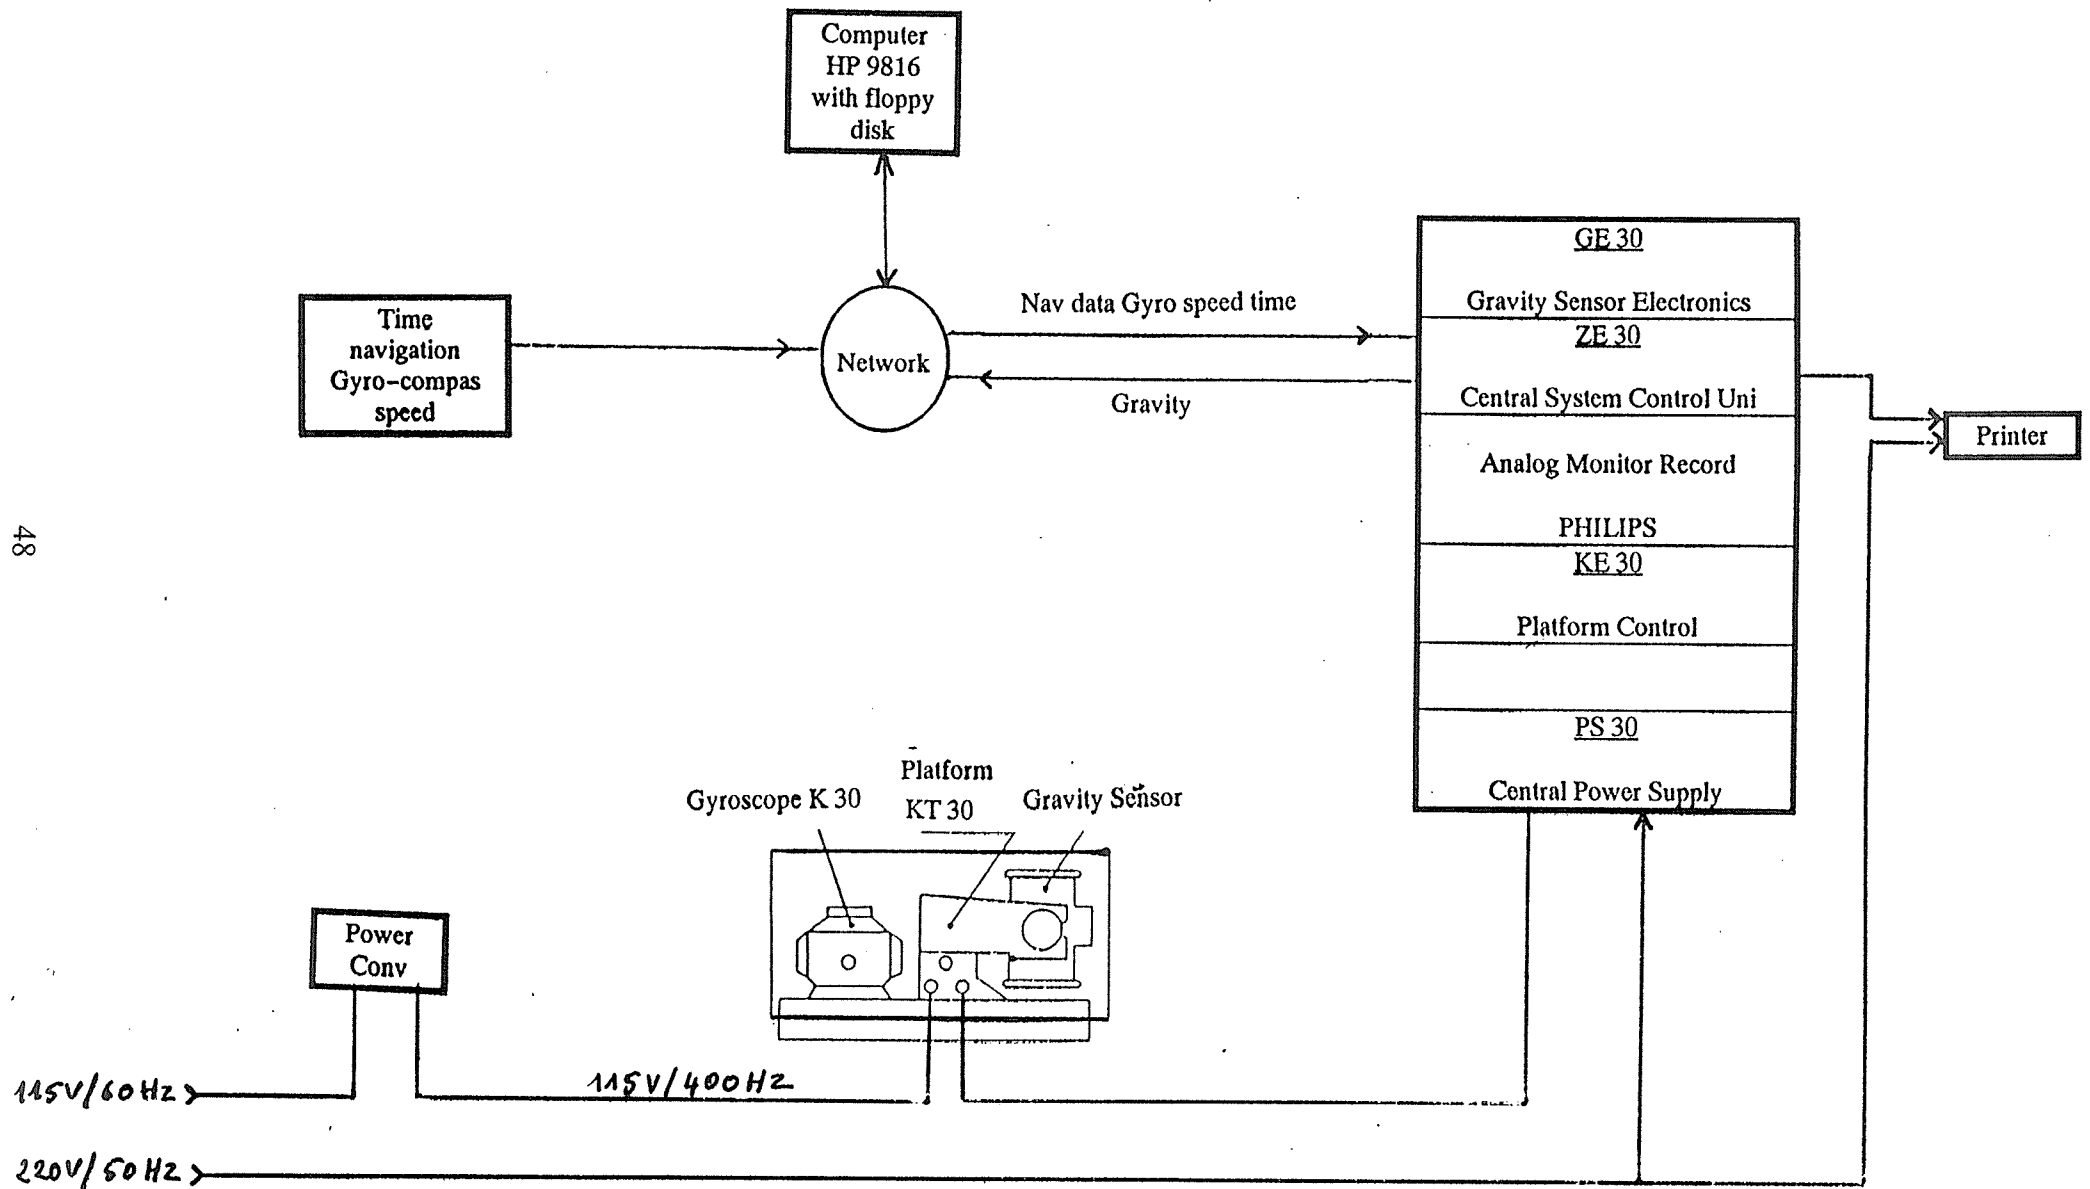 Computer
HP 9816
with floppy
disk
Time
navigation
Gyro-compas
speed
Network
Nav data Gyro speed time
Gravity
GE 30
Gravity Sensor Electronics
ZE 30
Central System Control Uni
Analog Monitor Record
PHILIPS
KE 30
Platform Control
PS 30
Central Power Supply
Printer
48
Gyroscope K 30
Platform
KT 30
Gravity Sensor
Power
Conv
115V/60Hz
115V/400Hz
220V/50Hz